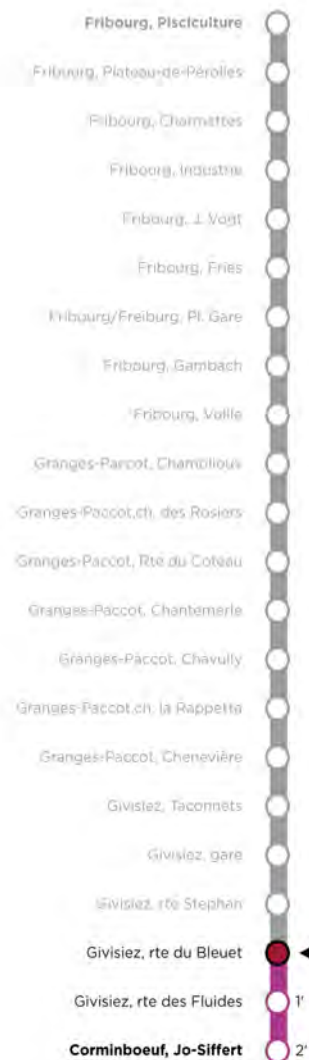 Fribourg, Pisciculture
Fribourg, Plateau-de-Pérolles
Fribourg, Charmettes
Fribourg, Industrie
Fribourg, J. Vogt
Fribourg, Fries
Fribourg/Freiburg, Pl. Gare
Fribourg, Gambach
Fribourg, Vollle
Granges-Paccot, Chamblioux
Granges-Paccot,ch. des Rosiers
Granges-Paccot, Rte du Coteau
Granges-Paccot, Chantemerle
Granges-Paccot, Chavully
Granges-Paccot,ch. la Rappetta
Granges-Paccot, Chenevière
Givisiez, Taconnets
Givisiez, gare
Givisiez, rte Stephan
Givisiez, rte du Bleuet
Givisiez, rte des Fluides 1'
Corminboeuf, Jo-Siffert 2'